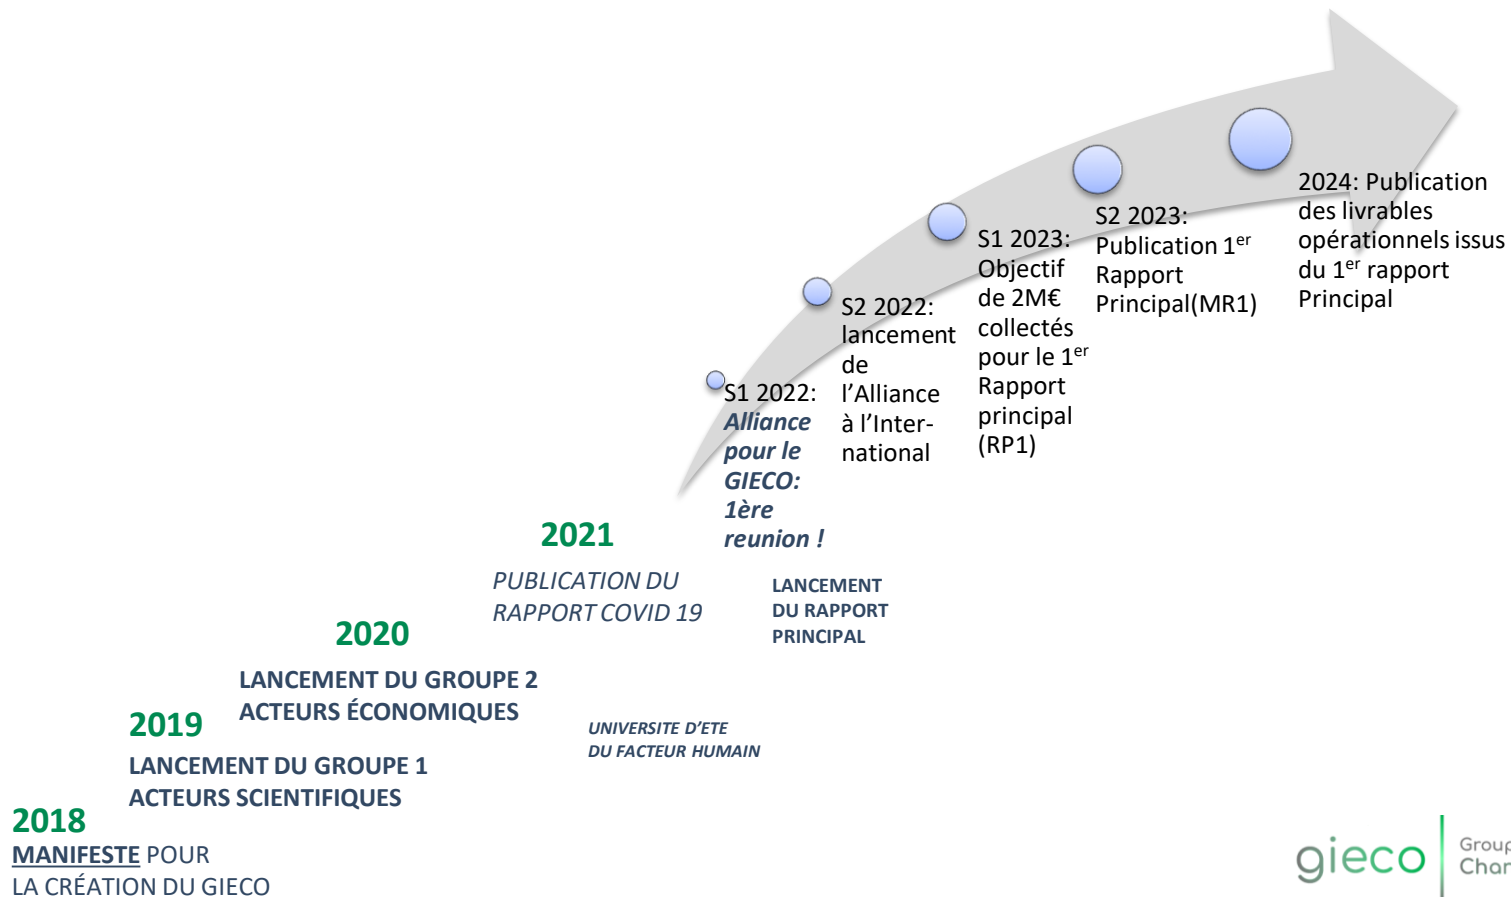 2018
MANIFESTE POUR
LA CRÉATION DU GIECO
2019
LANCEMENT DU GROUPE 1
ACTEURS SCIENTIFIQUES
2020
LANCEMENT DU GROUPE 2
ACTEURS ÉCONOMIQUES
UNIVERSITE D'ETE
DU FACTEUR HUMAIN
2021
PUBLICATION DU
RAPPORT COVID 19
LANCEMENT
DU RAPPORT
PRINCIPAL
S1 2022:
Alliance
pour le
GIECO:
1ère
reunion !
S2 2022:
lancement
de
l’Alliance
à l’Inter-
national
S1 2023:
Objectif
de 2M€
collectés
pour le 1er
Rapport
principal
(RP1)
S2 2023:
Publication 1er
Rapport
Principal(MR1)
2024: Publication
des livrables
opérationnels issus
du 1er rapport
Principal
gieco
Group
Chan